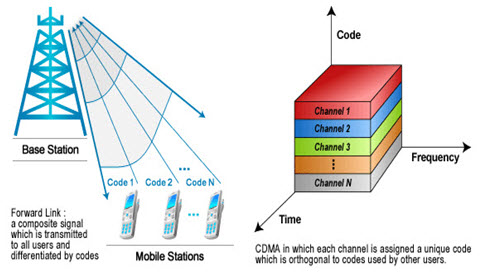 Base Station
Code 1 Code 2 ... Code N
...
Mobile Stations
Forward Link :
a composite signal
which is transmitted
to all users and
differentiated by codes
Code
Channel 1
Channel 2
Channel 3
⋮
Channel N
Frequency
Time
CDMA in which each channel is assigned a unique code
which is orthogonal to codes used by other users.